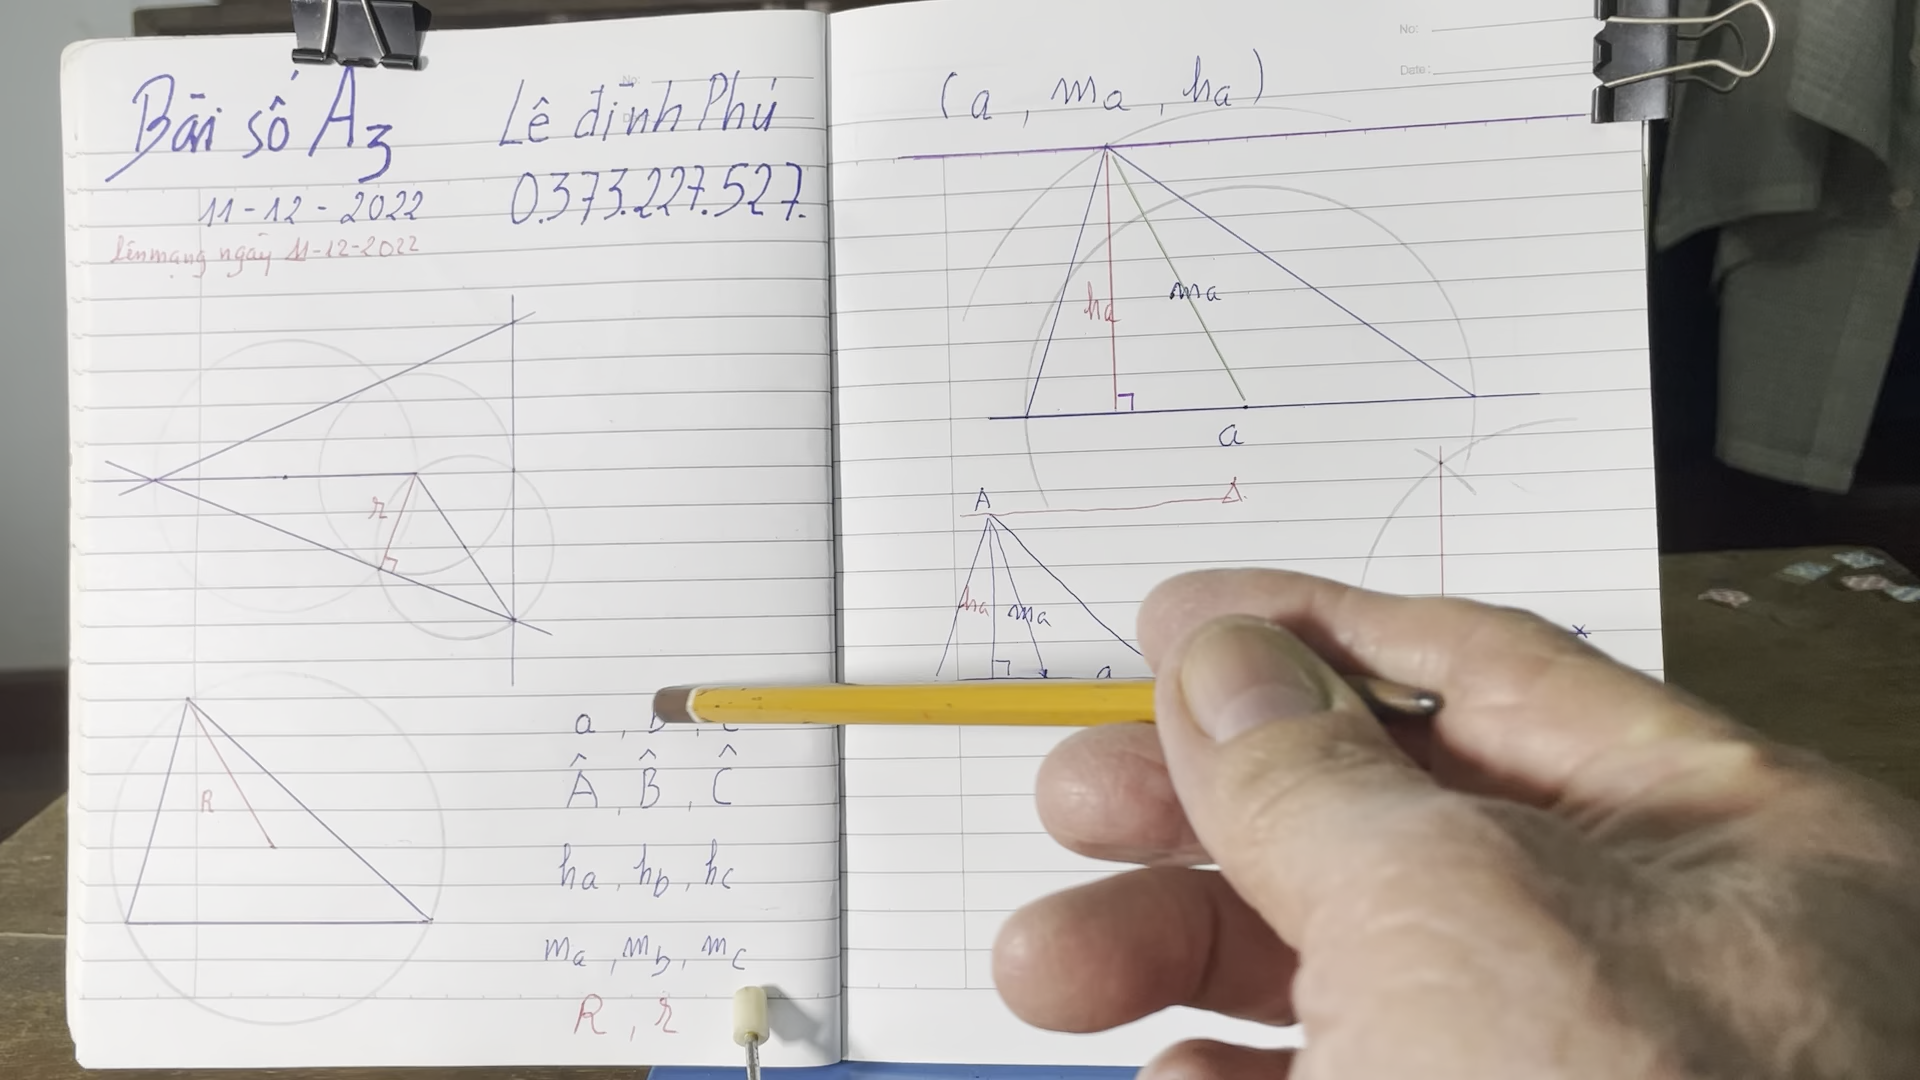 Bài số A3
Lê đình Phú
11-12-2022
0.373.227.527.
lên mạng ngày 11-12-2022
r
R
a, b, c
Â, B̂, Ĉ
ha, hb, hc
ma, mb, mc
R, r
No:
Date:
(a, ma, ha)
ha
ma
a
Δ
A
ha
ma
a